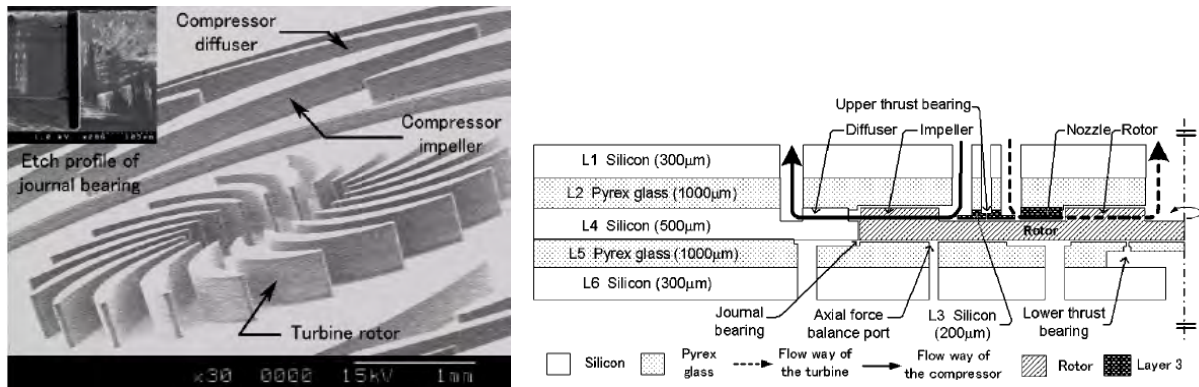 Compressor
diffuser
Compressor
impeller
Etch profile of
journal bearing
Turbine rotor
×30 0000 15kV 1mm
Upper thrust bearing
Diffuser Impeller Nozzle Rotor
L1 Silicon (300μm)
L2 Pyrex glass (1000μm)
L4 Silicon (500μm)
Rotor
L5 Pyrex glass (1000μm)
L6 Silicon (300μm)
Journal
bearing
Axial force
balance port
L3 Silicon
(200μm)
Lower thrust
bearing
Silicon
Pyrex
glass
Flow way of
the turbine
Flow way of
the compressor
Rotor
Layer 3